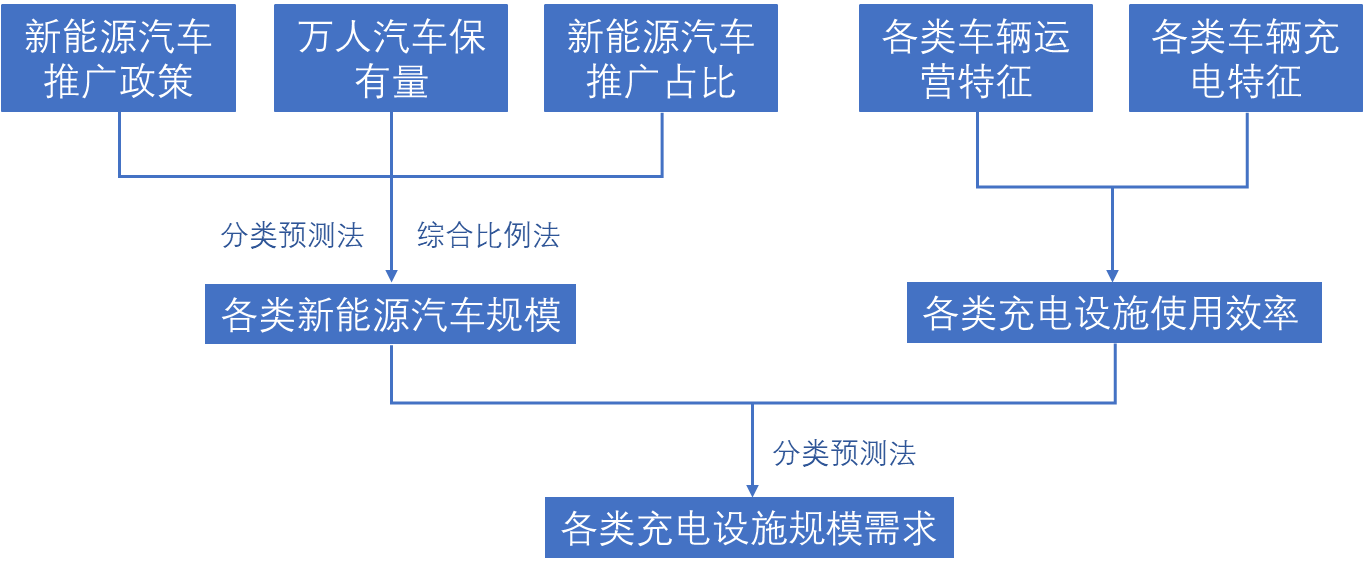 新能源汽车
推广政策
万人汽车保
有量
新能源汽车
推广占比
各类车辆运
营特征
各类车辆充
电特征
分类预测法
综合比例法
各类新能源汽车规模
各类充电设施使用效率
分类预测法
各类充电设施规模需求